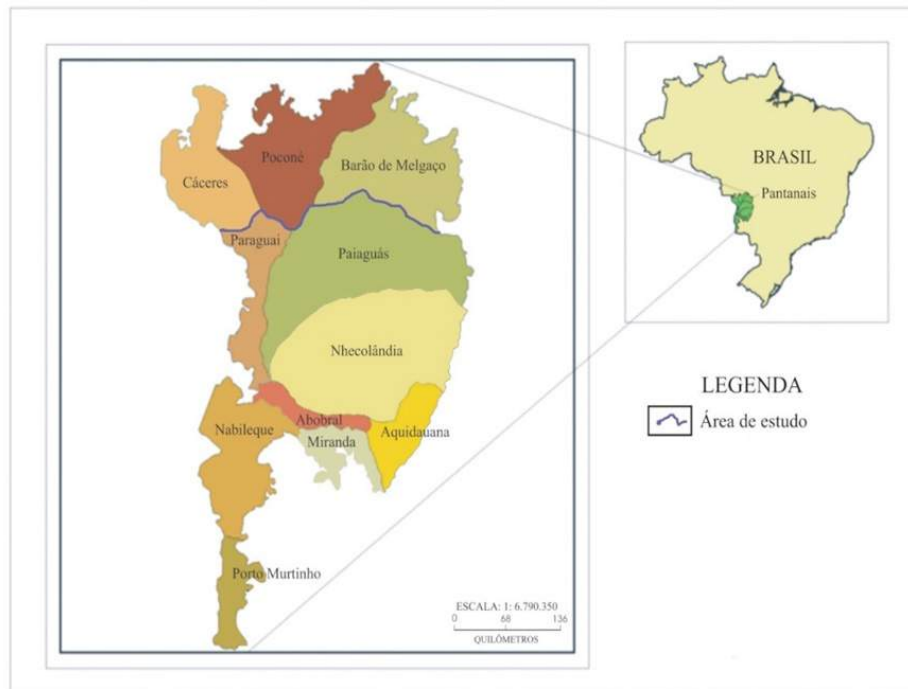 Poconé
Barão de Melgaço
Cáceres
Paraguai
Paiaguás
Nhecolândia
Abobral
Nabileque
Miranda
Aquidauana
Porto Murtinho
ESCALA: 1: 6.790.350
0 68 136
QUILÔMETROS
BRASIL
Pantanais
LEGENDA
Área de estudo